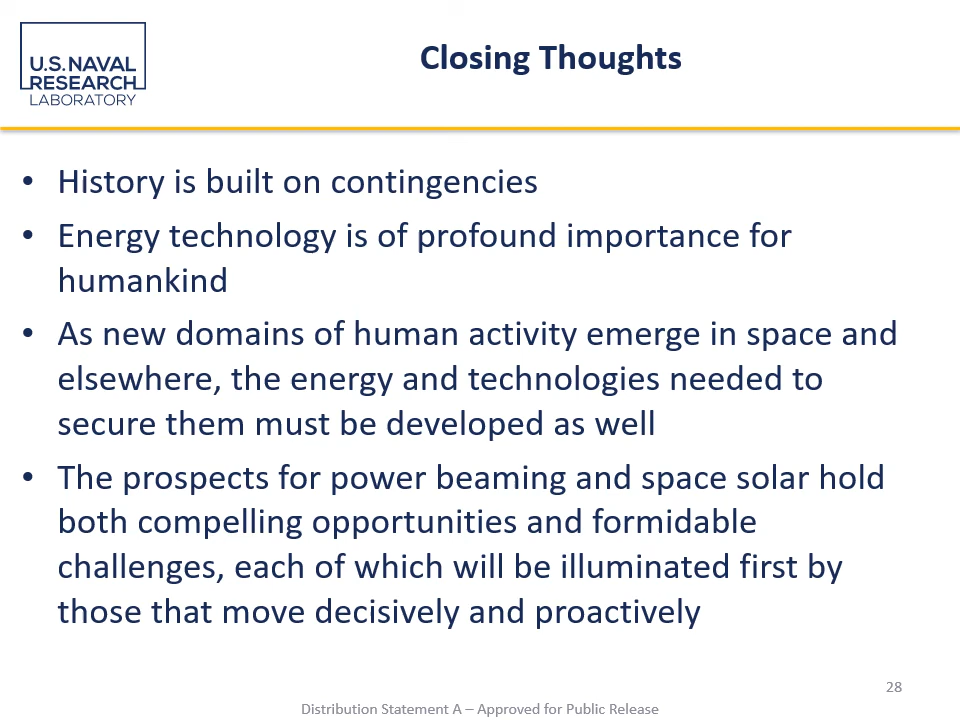 U.S. NAVAL
RESEARCH
LABORATORY
Closing Thoughts
• History is built on contingencies
• Energy technology is of profound importance for
humankind
• As new domains of human activity emerge in space and
elsewhere, the energy and technologies needed to
secure them must be developed as well
• The prospects for power beaming and space solar hold
both compelling opportunities and formidable
challenges, each of which will be illuminated first by
those that move decisively and proactively
28
Distribution Statement A – Approved for Public Release